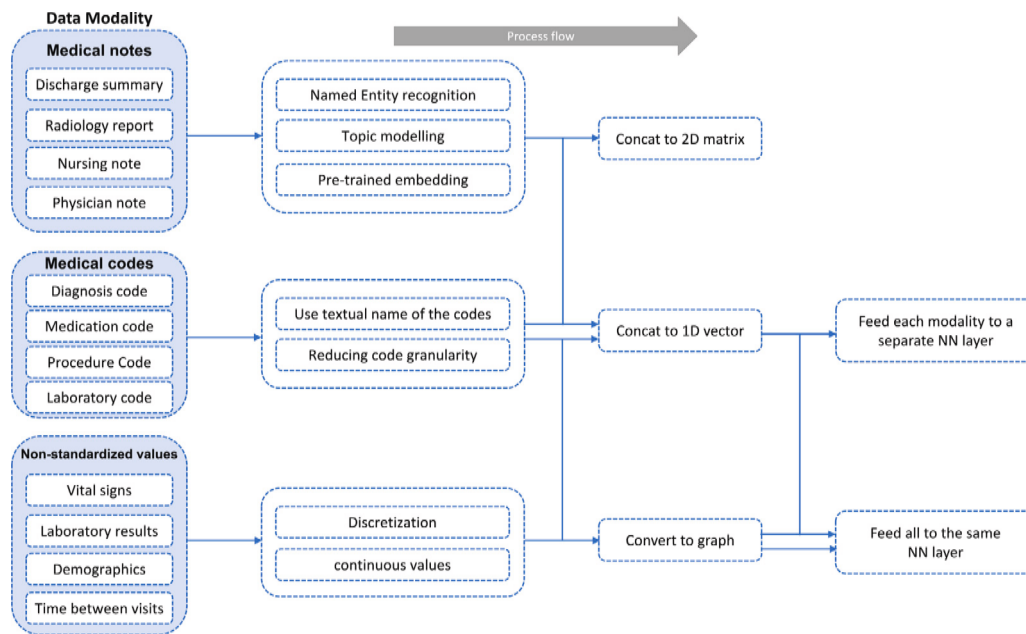 Data Modality
Process flow
Medical notes
Discharge summary
Radiology report
Nursing note
Physician note
Named Entity recognition
Topic modelling
Pre-trained embedding
Concat to 2D matrix
Medical codes
Diagnosis code
Medication code
Procedure Code
Laboratory code
Use textual name of the codes
Reducing code granularity
Concat to 1D vector
Feed each modality to a
separate NN layer
Non-standardized values
Vital signs
Laboratory results
Demographics
Time between visits
Discretization
continuous values
Convert to graph
Feed all to the same
NN layer